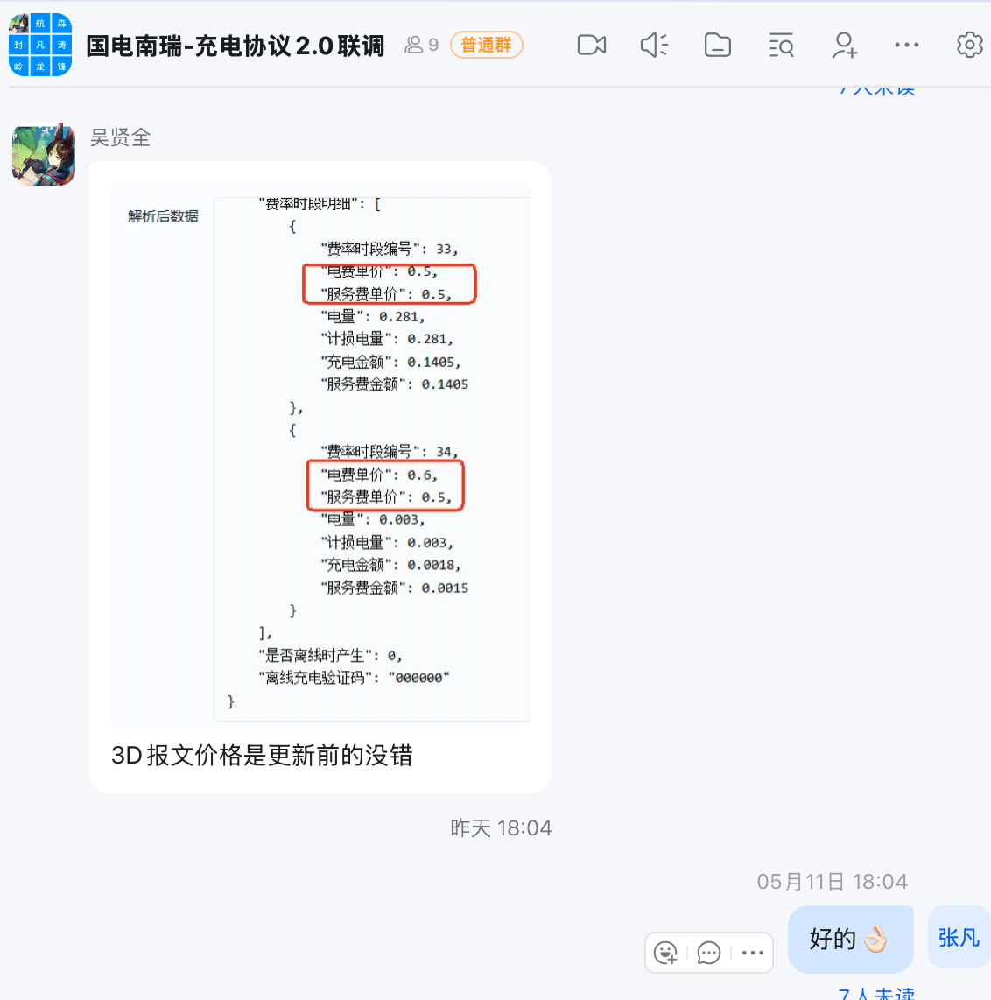 航 森
封 凡 涛
岭 龙 锋
国电南瑞-充电协议2.0联调
9
普通群
7人未读
吴贤全
解析后数据
"费率时段明细": [
{
"费率时段编号": 33,
"电费单价": 0.5,
"服务费单价": 0.5,
"电量": 0.281,
"计损电量": 0.281,
"充电金额": 0.1405,
"服务费金额": 0.1405
},
{
"费率时段编号": 34,
"电费单价": 0.6,
"服务费单价": 0.5,
"电量": 0.003,
"计损电量": 0.003,
"充电金额": 0.0018,
"服务费金额": 0.0015
}
],
"是否离线时产生": 0,
"离线充电验证码": "000000"
}
3D报文价格是更新前的没错
昨天 18:04
05月11日 18:04
好的👌🏻
张凡
7人未读